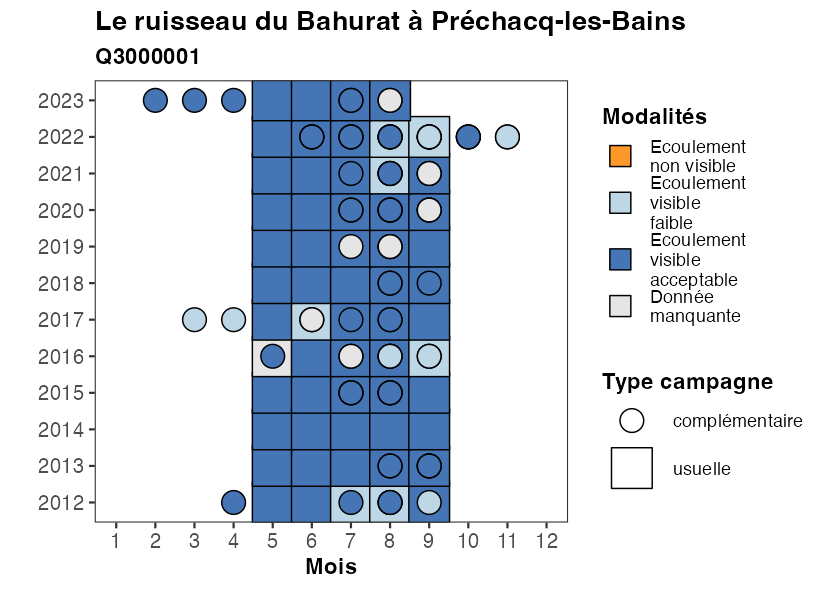 Le ruisseau du Bahurat à Préchacq-les-Bains
Q3000001
2023
2022
2021
2020
2019
2018
2017
2016
2015
2014
2013
2012
1 2 3 4 5 6 7 8 9 10 11 12
Mois
Modalités
Ecoulement
non visible
Ecoulement
visible
faible
Ecoulement
visible
acceptable
Donnée
manquante
Type campagne
complémentaire
usuelle